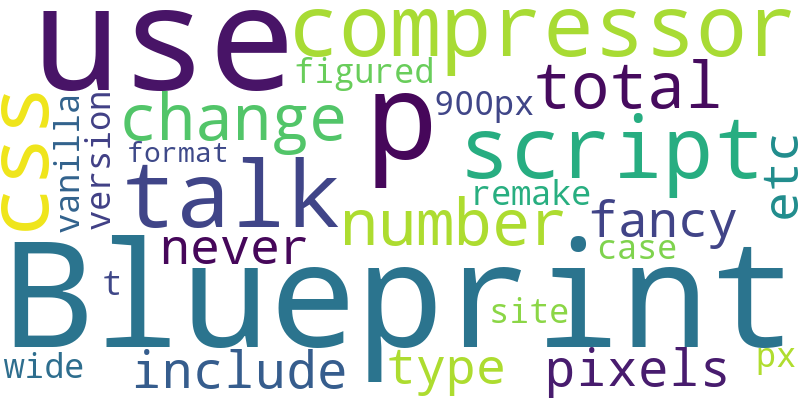 use
compressor
figured
total
css
vanilla
version
change
900px
p
script
etc
format
talk
remake
number
fancy
never
case
Blueprint
t
site
wide
include
type
pixels
px